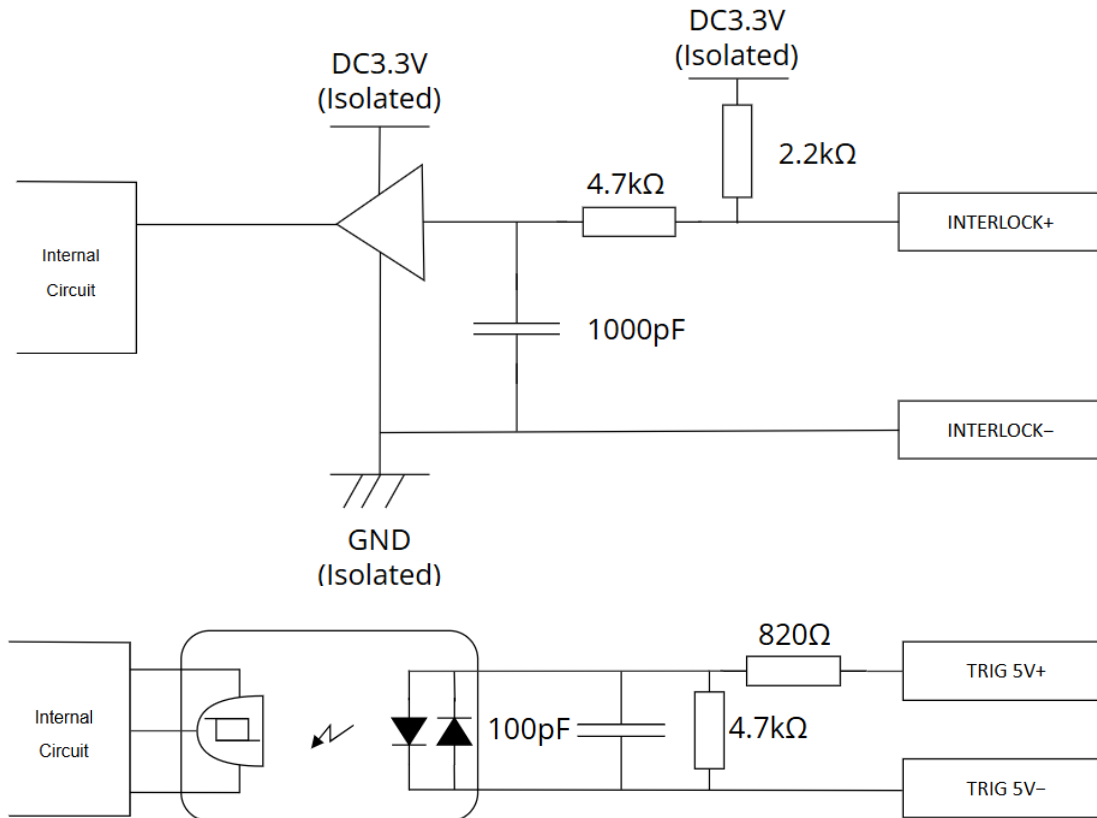 DC3.3V
(Isolated)
DC3.3V
(Isolated)
2.2kΩ
4.7kΩ
INTERLOCK+
Internal
Circuit
1000pF
INTERLOCK−
GND
(Isolated)
820Ω
TRIG 5V+
Internal
Circuit
100pF
4.7kΩ
TRIG 5V−